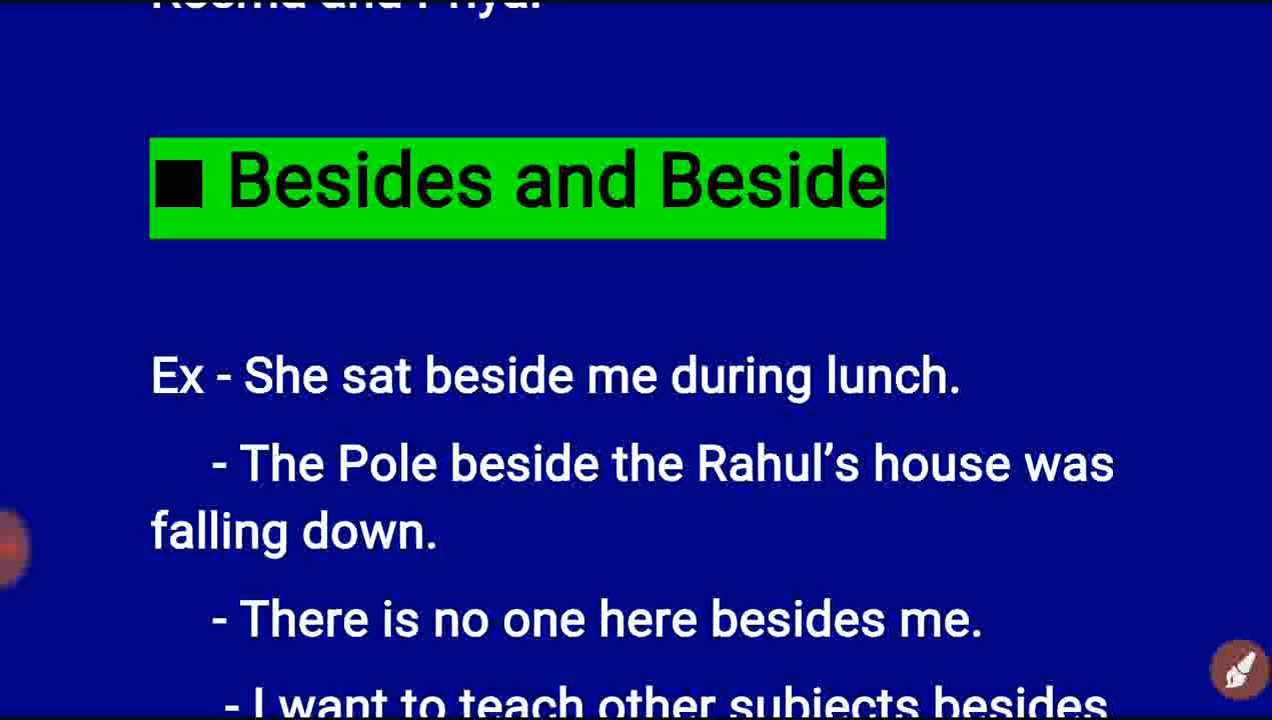 ■ Besides and Beside
Ex - She sat beside me during lunch.
- The Pole beside the Rahul’s house was
falling down.
- There is no one here besides me.
- I want to teach other subjects besides